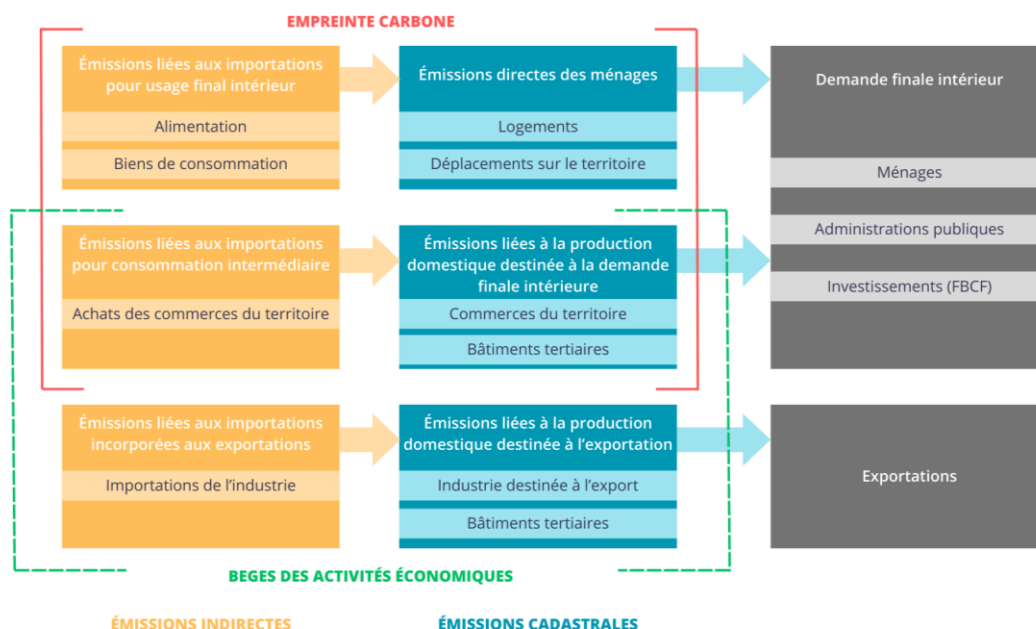 EMPREINTE CARBONE
Émissions liées aux importations
pour usage final intérieur
Alimentation
Biens de consommation
Émissions directes des ménages
Logements
Déplacements sur le territoire
Demande finale intérieur
Ménages
Administrations publiques
Investissements (FBCF)
Émissions liées aux importations
pour consommation intermédiaire
Achats des commerces du territoire
Émissions liées à la production
domestique destinée à la demande
finale intérieure
Commerces du territoire
Bâtiments tertiaires
Émissions liées aux importations
incorporées aux exportations
Importations de l'industrie
Émissions liées à la production
domestique destinée à l'exportation
Industrie destinée à l'export
Bâtiments tertiaires
Exportations
BEGES DES ACTIVITÉS ÉCONOMIQUES
ÉMISSIONS INDIRECTES
ÉMISSIONS CADASTRALES